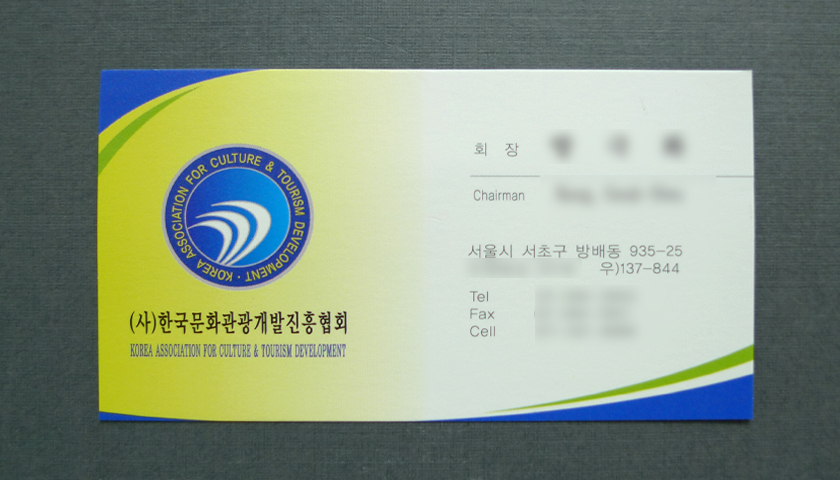 KOREA ASSOCIATION FOR CULTURE & TOURISM DEVELOPMENT ·
(사)한국문화관광개발진흥협회
KOREA ASSOCIATION FOR CULTURE & TOURISM DEVELOPMENT
회 장
Chairman
서울시 서초구 방배동 935-25
우)137-844
Tel
Fax
Cell